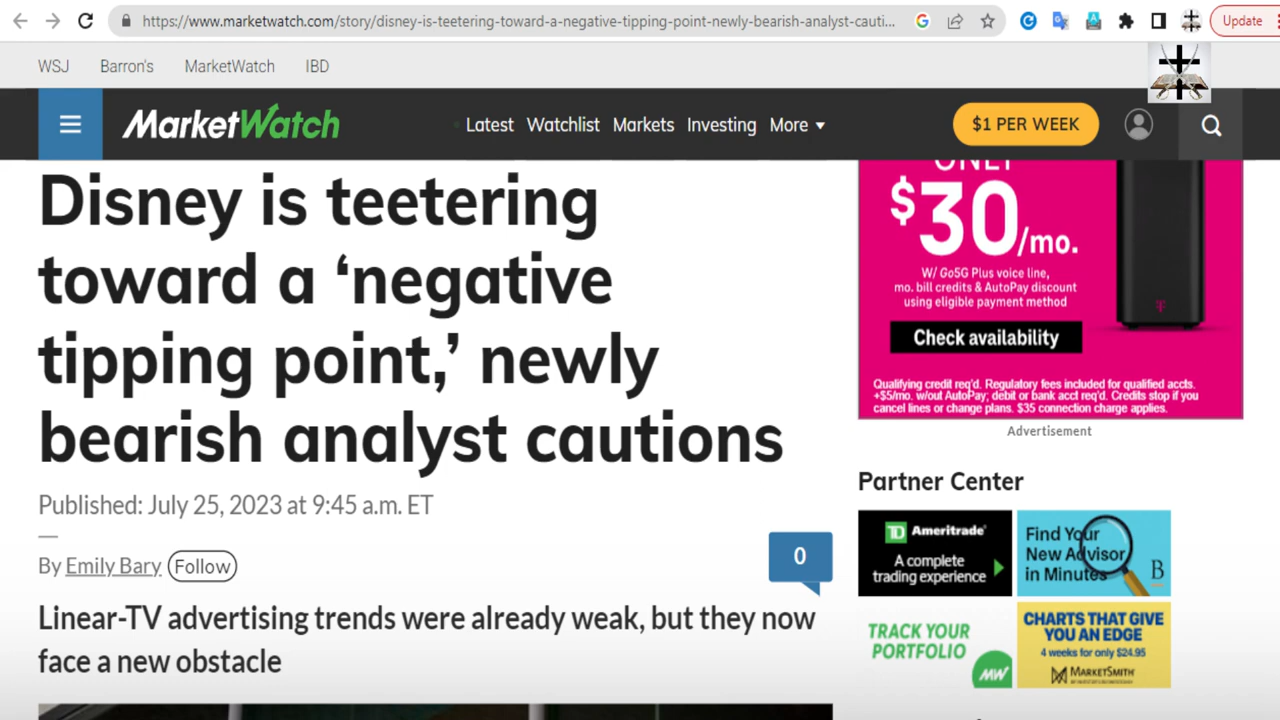 https://www.marketwatch.com/story/disney-is-teetering-toward-a-negative-tipping-point-newly-bearish-analyst-cauti...
Update
WSJ Barron's MarketWatch IBD
MarketWatch
Latest Watchlist Markets Investing More
$1 PER WEEK
Disney is teetering
toward a ‘negative
tipping point,’ newly
bearish analyst cautions
Published: July 25, 2023 at 9:45 a.m. ET
By Emily Bary Follow
0
Linear-TV advertising trends were already weak, but they now
face a new obstacle
ONLY
$30/mo.
W/ Go5G Plus voice line,
mo. bill credits & AutoPay discount
using eligible payment method
Check availability
Qualifying credit req'd. Regulatory fees included for qualified accts.
+$5/mo. w/out AutoPay; debit or bank acct req'd. Credits stop if you
cancel lines or change plans. $35 connection charge applies.
Advertisement
Partner Center
TD Ameritrade
A complete
trading experience
Find Your
New Advisor
in Minutes
B
TRACK YOUR
PORTFOLIO
MW
CHARTS THAT GIVE
YOU AN EDGE
4 weeks for only $24.95
MARKETSMITH